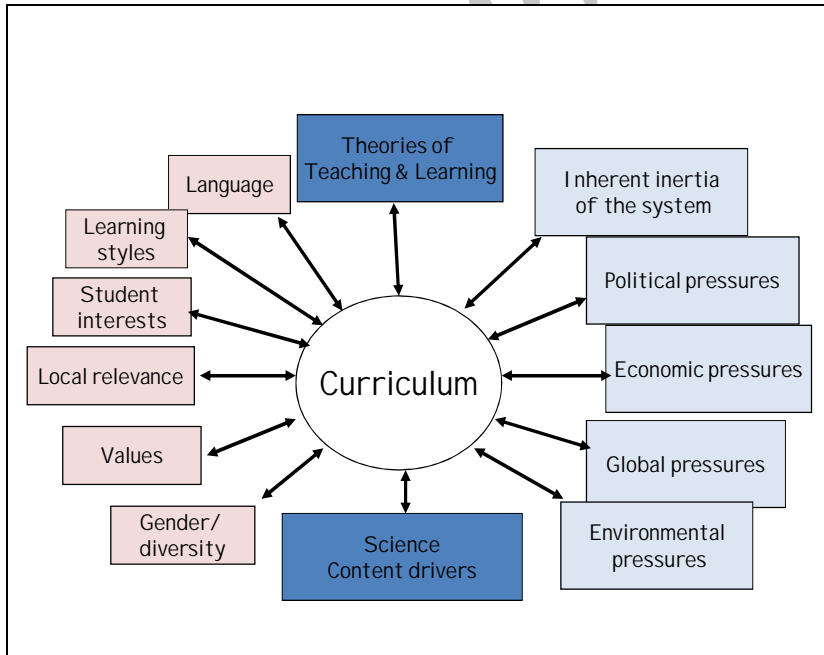 Theories of
Teaching & Learning
Language
Learning
styles
Student
interests
Local relevance
Values
Gender/
diversity
Curriculum
Science
Content drivers
Inherent inertia
of the system
Political pressures
Economic pressures
Global pressures
Environmental
pressures